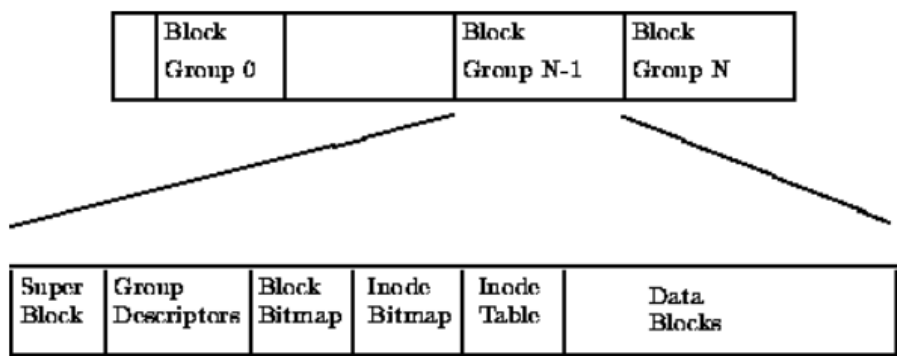 Block
Group 0
Block
Group N-1
Block
Group N
Super
Block
Group
Descriptors
Block
Bitmap
Inode
Bitmap
Inode
Table
Data
Blocks